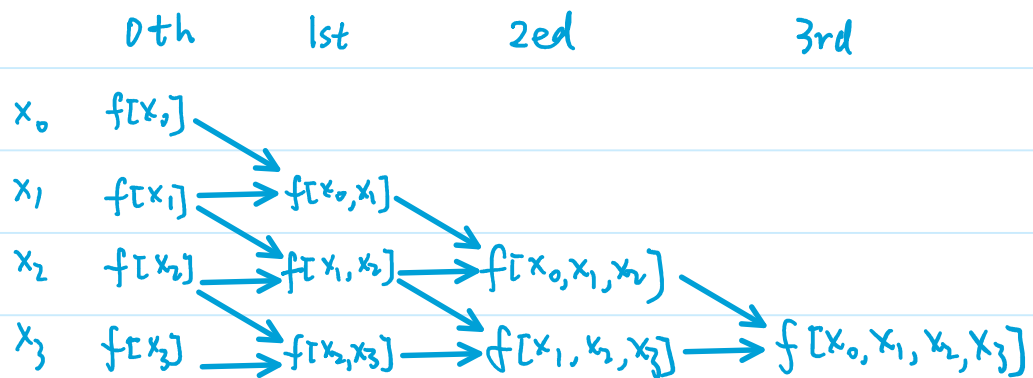 0th 1st 2ed 3rd
x₀ f[x₀]
x₁ f[x₁] f[x₀,x₁]
x₂ f[x₂] f[x₁,x₂] f[x₀,x₁,x₂]
x₃ f[x₃] f[x₂,x₃] f[x₁,x₂,x₃] f[x₀,x₁,x₂,x₃]